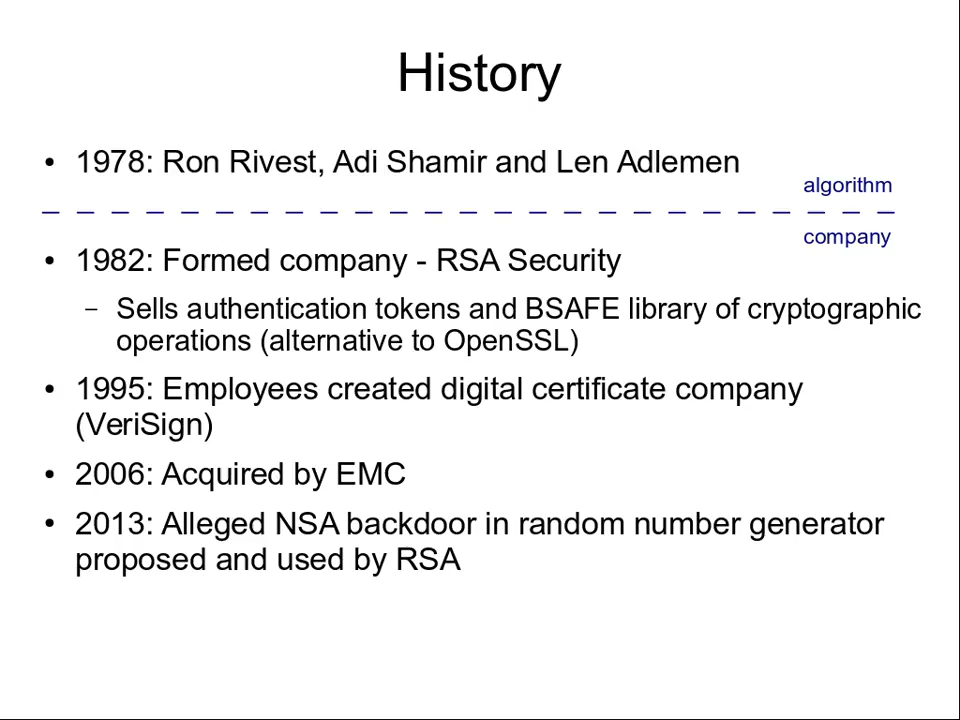 History
• 1978: Ron Rivest, Adi Shamir and Len Adlemen
algorithm
company
• 1982: Formed company - RSA Security
– Sells authentication tokens and BSAFE library of cryptographic
operations (alternative to OpenSSL)
• 1995: Employees created digital certificate company
(VeriSign)
• 2006: Acquired by EMC
• 2013: Alleged NSA backdoor in random number generator
proposed and used by RSA